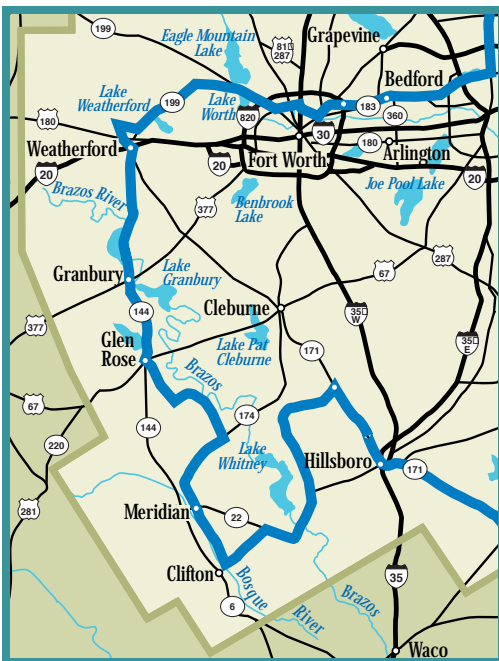 199
Eagle Mountain
Lake
81
287
Grapevine
Bedford
Lake
Weatherford
199
Lake
Worth
820
183
360
180
Weatherford
30
180
Fort Worth
Arlington
20
20
20
Brazos River
377
Benbrook
Lake
Joe Pool Lake
287
67
Granbury
Lake
Granbury
144
Cleburne
35
W
377
Glen
Rose
Lake Pat
Cleburne
171
35
E
Brazos
67
144
174
220
Lake
Whitney
Hillsboro
171
281
Meridian
22
Clifton
Bosque
River
Brazos
35
6
Waco